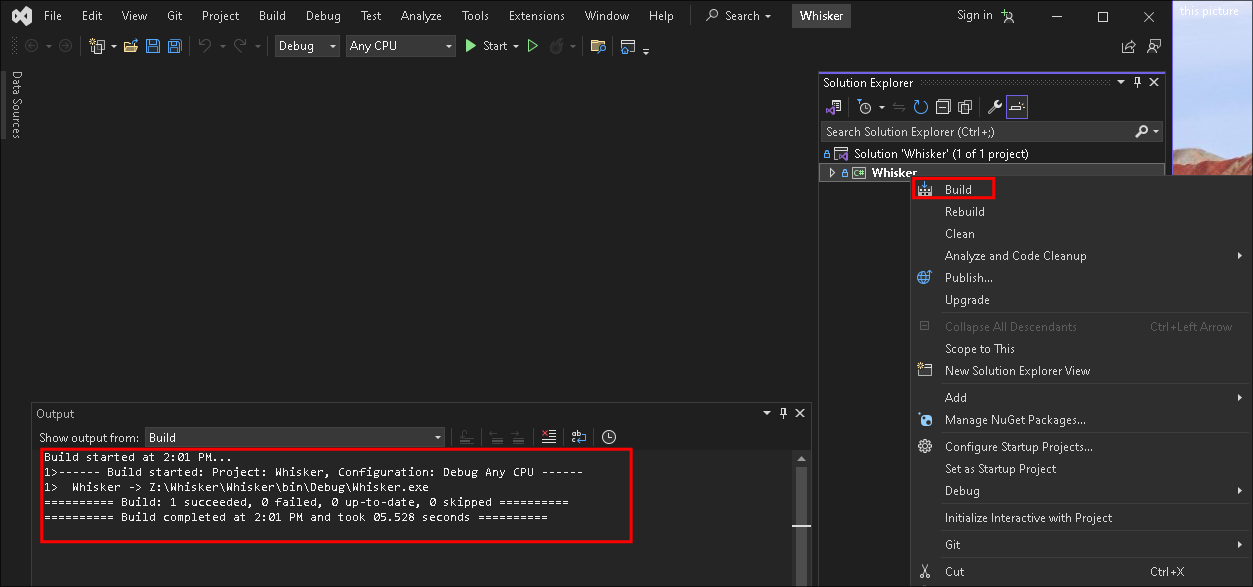 File Edit View Git Project Build Debug Test Analyze Tools Extensions Window Help Search Whisker Sign in
this picture
Debug Any CPU Start
Data Sources
Solution Explorer
Search Solution Explorer (Ctrl+;)
Solution 'Whisker' (1 of 1 project)
C# Whisker
Build
Rebuild
Clean
Analyze and Code Cleanup
Publish...
Upgrade
Collapse All Descendants Ctrl+Left Arrow
Scope to This
New Solution Explorer View
Add
Manage NuGet Packages...
Configure Startup Projects...
Set as Startup Project
Debug
Initialize Interactive with Project
Git
Cut Ctrl+X
Output
Show output from: Build
Build started at 2:01 PM...
1>------ Build started: Project: Whisker, Configuration: Debug Any CPU ------
1>  Whisker -> Z:\Whisker\Whisker\bin\Debug\Whisker.exe
========== Build: 1 succeeded, 0 failed, 0 up-to-date, 0 skipped ==========
========== Build completed at 2:01 PM and took 05.528 seconds ==========